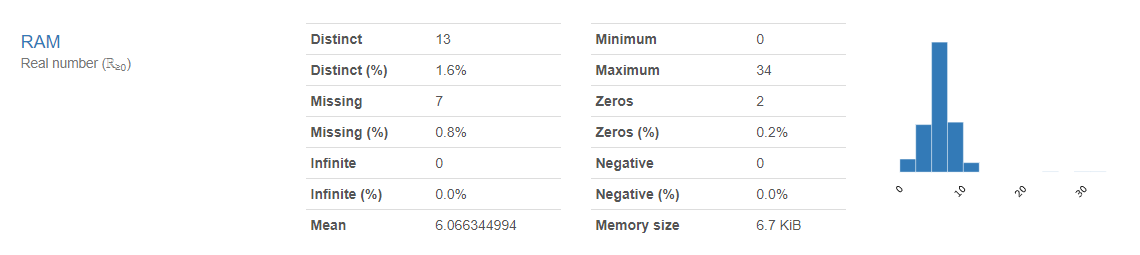 RAM
Real number (ℝ≥0)
Distinct 13
Distinct (%) 1.6%
Missing 7
Missing (%) 0.8%
Infinite 0
Infinite (%) 0.0%
Mean 6.066344994
Minimum 0
Maximum 34
Zeros 2
Zeros (%) 0.2%
Negative 0
Negative (%) 0.0%
Memory size 6.7 KiB
0 10 20 30